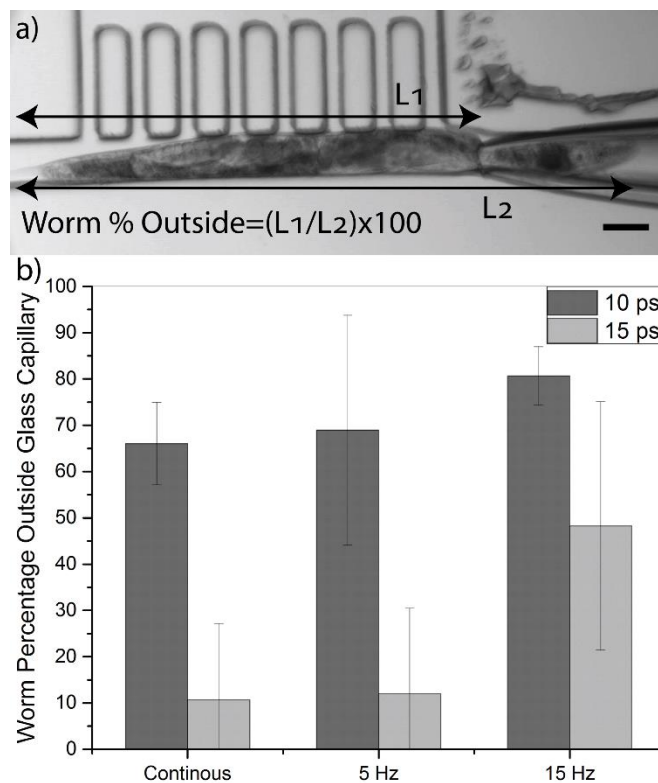 a)
L1
L2
Worm % Outside=(L1/L2)x100
b)
10 ps
15 ps
Worm Percentage Outside Glass Capillary
100
90
80
70
60
50
40
30
20
10
0
Continous
5 Hz
15 Hz